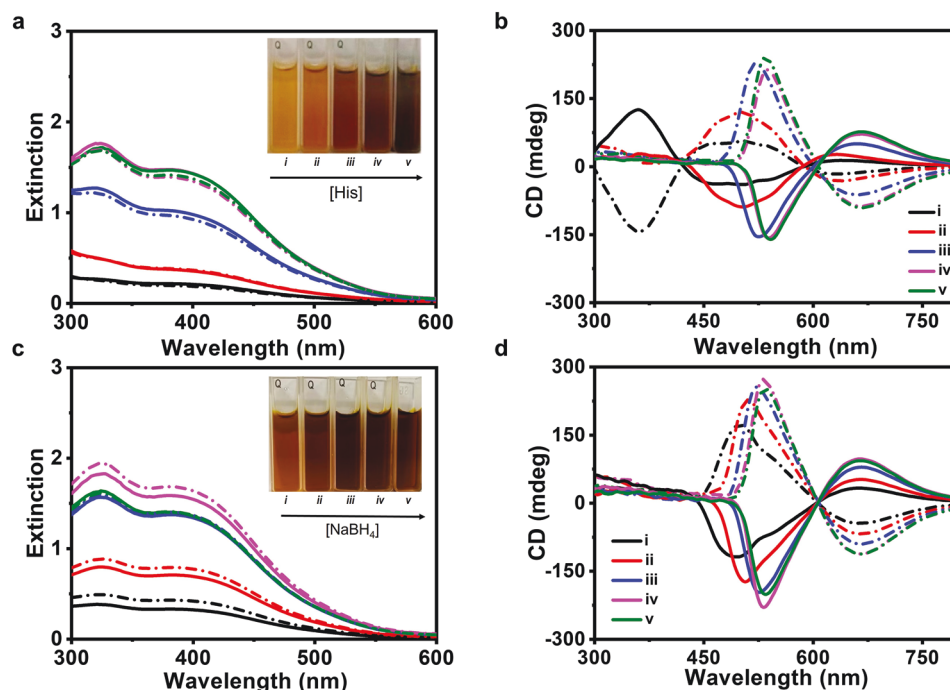 a
3
2
1
0
Extinction
300
400
500
600
Wavelength (nm)
Q
Q
Q
i
ii
iii
iv
v
[His]
b
300
150
0
-150
-300
CD (mdeg)
300
450
600
750
Wavelength (nm)
i
ii
iii
iv
v
c
3
2
1
0
Extinction
300
400
500
600
Wavelength (nm)
Q
Q
Q
Q
i
ii
iii
iv
v
[NaBH₄]
d
300
150
0
-150
-300
CD (mdeg)
300
450
600
750
Wavelength (nm)
i
ii
iii
iv
v